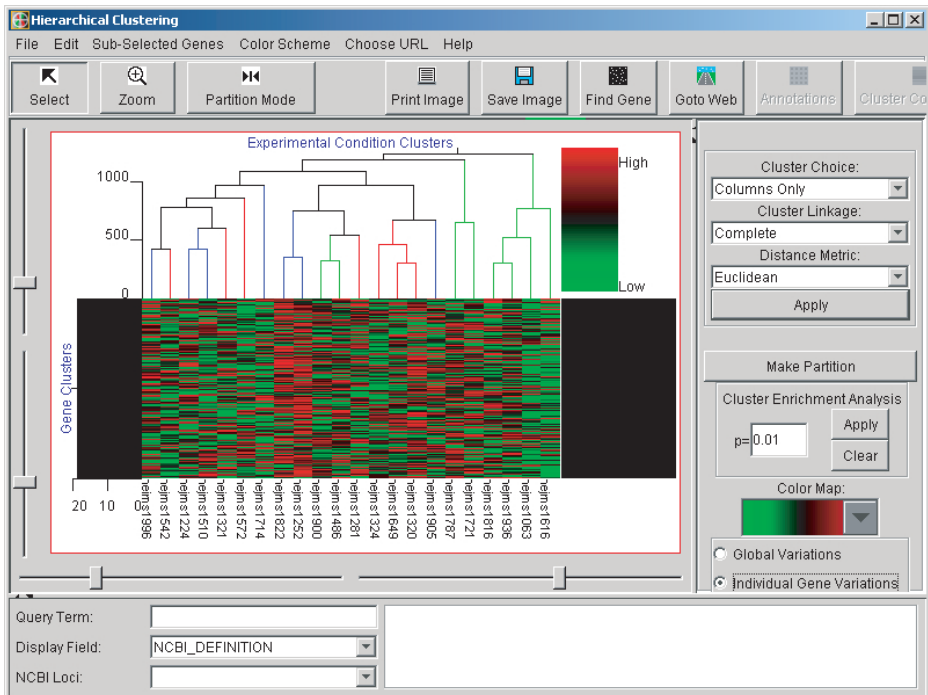 Hierarchical Clustering
File Edit Sub-Selected Genes Color Scheme Choose URL Help
Select Zoom Partition Mode Print Image Save Image Find Gene Goto Web Annotations Cluster Co
Experimental Condition Clusters
High
Low
1000
500
0
Gene Clusters
20 10 0
nejms1996
nejms1542
nejms1224
nejms1510
nejms1321
nejms1572
nejms1714
nejms1822
nejms1252
nejms1900
nejms1486
nejms1281
nejms1324
nejms1649
nejms1320
nejms1905
nejms1787
nejms1721
nejms1816
nejms1936
nejms1063
nejms1616
Cluster Choice:
Columns Only
Cluster Linkage:
Complete
Distance Metric:
Euclidean
Apply
Make Partition
Cluster Enrichment Analysis
p= 0.01
Apply
Clear
Color Map:
Global Variations
Individual Gene Variations
Query Term:
Display Field: NCBI_DEFINITION
NCBI Loci: